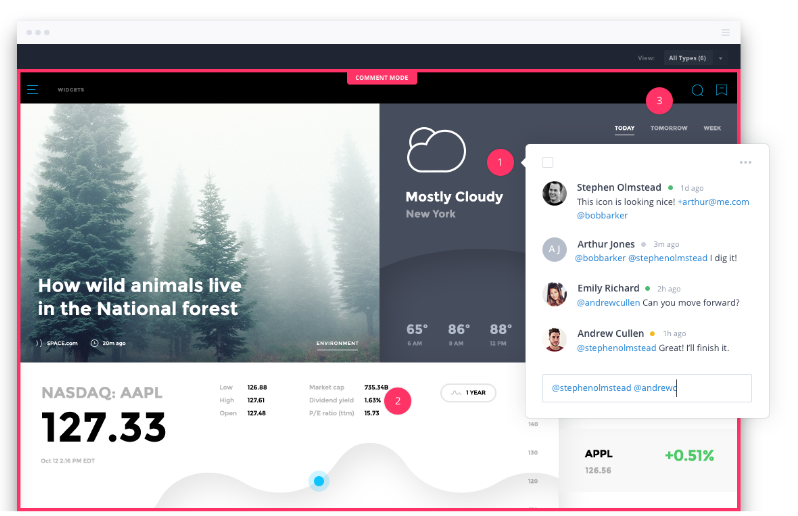 View: All Types (6)
COMMENT MODE
WIDGETS
3
TODAY TOMORROW WEEK
1
Mostly Cloudy
New York
65° 86° 88°
6 AM 9 AM 12 PM
How wild animals live
in the National forest
SPACE.com 20m ago ENVIRONMENT
Stephen Olmstead 1d ago
This icon is looking nice! +arthur@me.com
@bobbarker
AJ
Arthur Jones 3m ago
@bobbarker @stephenolmstead I dig it!
Emily Richard 2h ago
@andrewcullen Can you move forward?
Andrew Cullen 1h ago
@stephenolmstead Great! I'll finish it.
@stephenolmstead @andrewc
NASDAQ: AAPL
127.33
Oct 12 2:16 PM EDT
Low 126.88
High 127.61
Open 127.48
Market cap 735.34B
Dividend yield 1.63%
P/E ratio (ttm) 15.73
2
1 YEAR
140
130
120
APPL +0.51%
126.56